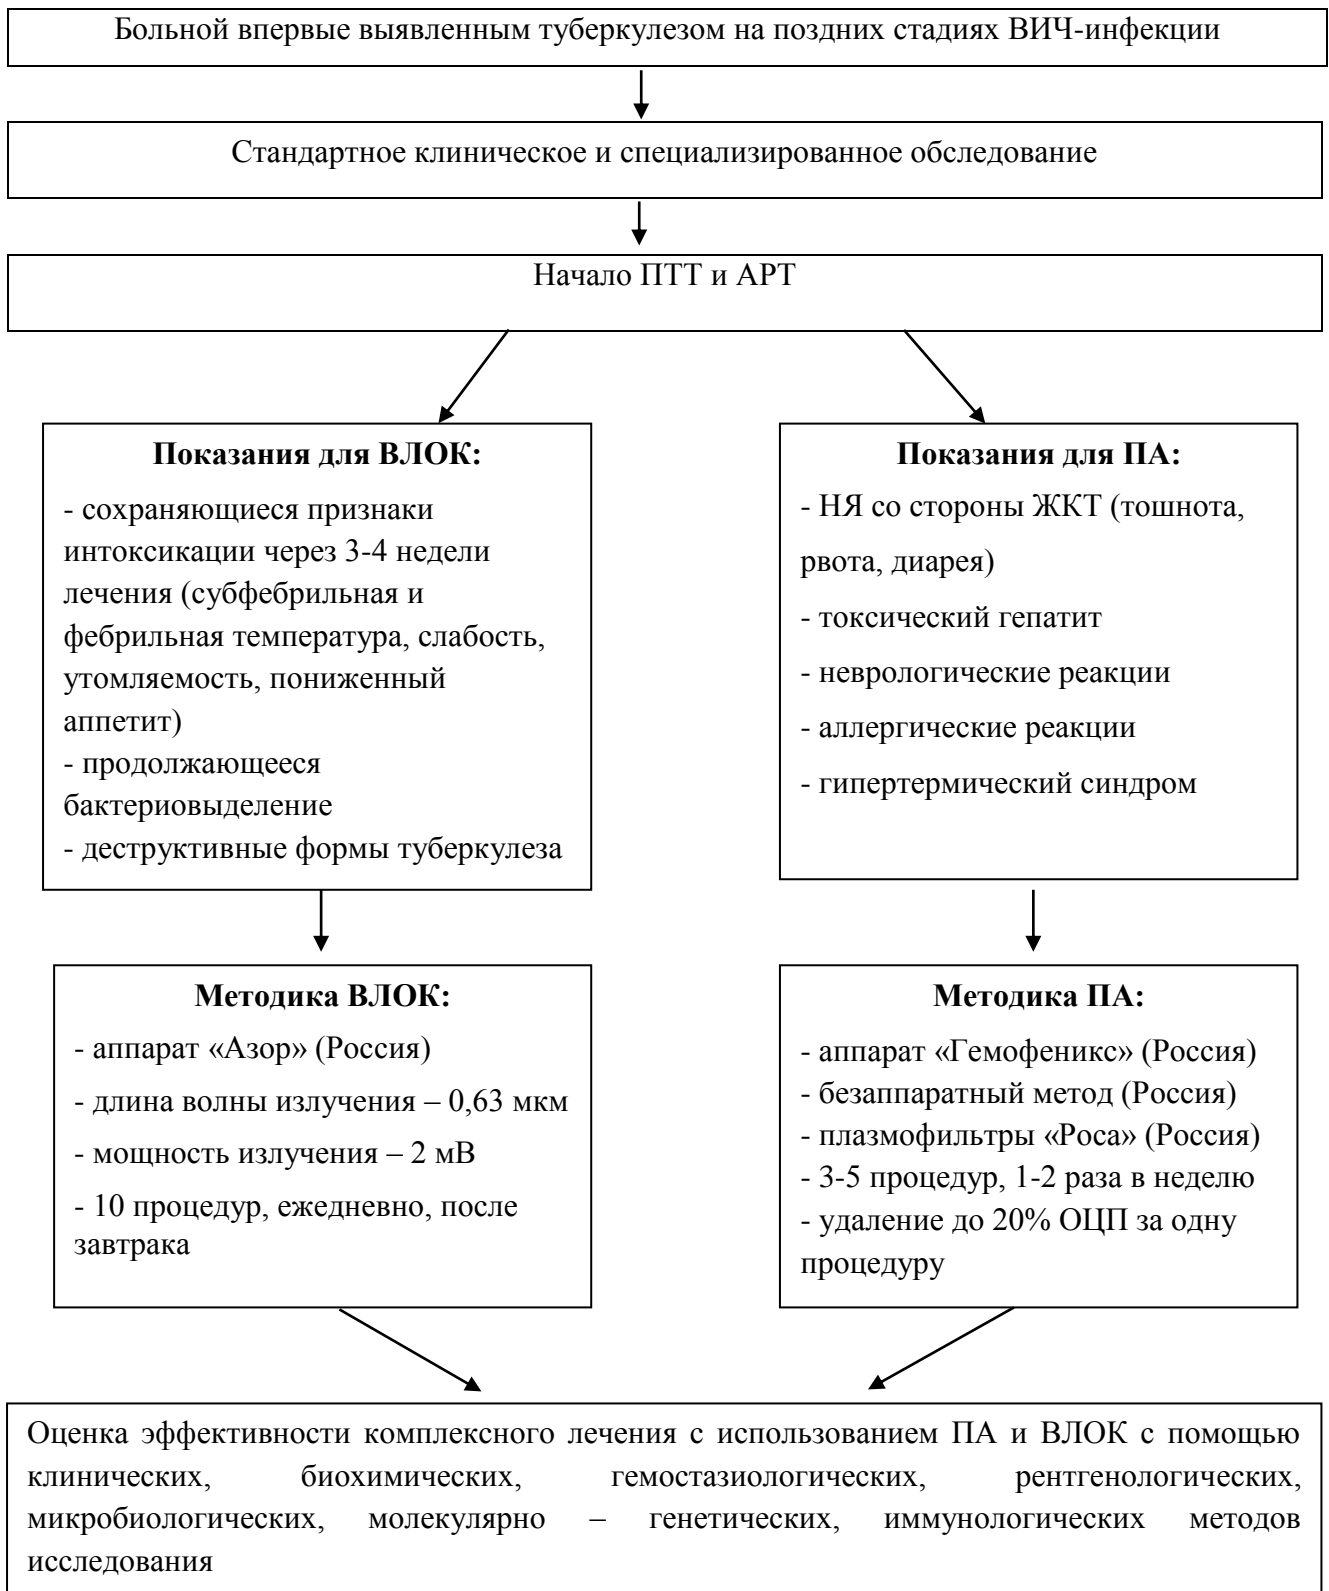 Больной впервые выявленным туберкулезом на поздних стадиях ВИЧ-инфекции
Стандартное клиническое и специализированное обследование
Начало ПТТ и АРТ
Показания для ВЛОК:
- сохраняющиеся признаки
интоксикации через 3-4 недели
лечения (субфебрильная и
фебрильная температура, слабость,
утомляемость, пониженный
аппетит)
- продолжающееся
бактериовыделение
- деструктивные формы туберкулеза
Показания для ПА:
- НЯ со стороны ЖКТ (тошнота,
рвота, диарея)
- токсический гепатит
- неврологические реакции
- аллергические реакции
- гипертермический синдром
Методика ВЛОК:
- аппарат «Азор» (Россия)
- длина волны излучения – 0,63 мкм
- мощность излучения – 2 мВ
- 10 процедур, ежедневно, после
завтрака
Методика ПА:
- аппарат «Гемофеникс» (Россия)
- безаппаратный метод (Россия)
- плазмофильтры «Роса» (Россия)
- 3-5 процедур, 1-2 раза в неделю
- удаление до 20% ОЦП за одну
процедуру
Оценка эффективности комплексного лечения с использованием ПА и ВЛОК с помощью
клинических, биохимических, гемостазиологических, рентгенологических,
микробиологических, молекулярно – генетических, иммунологических методов
исследования